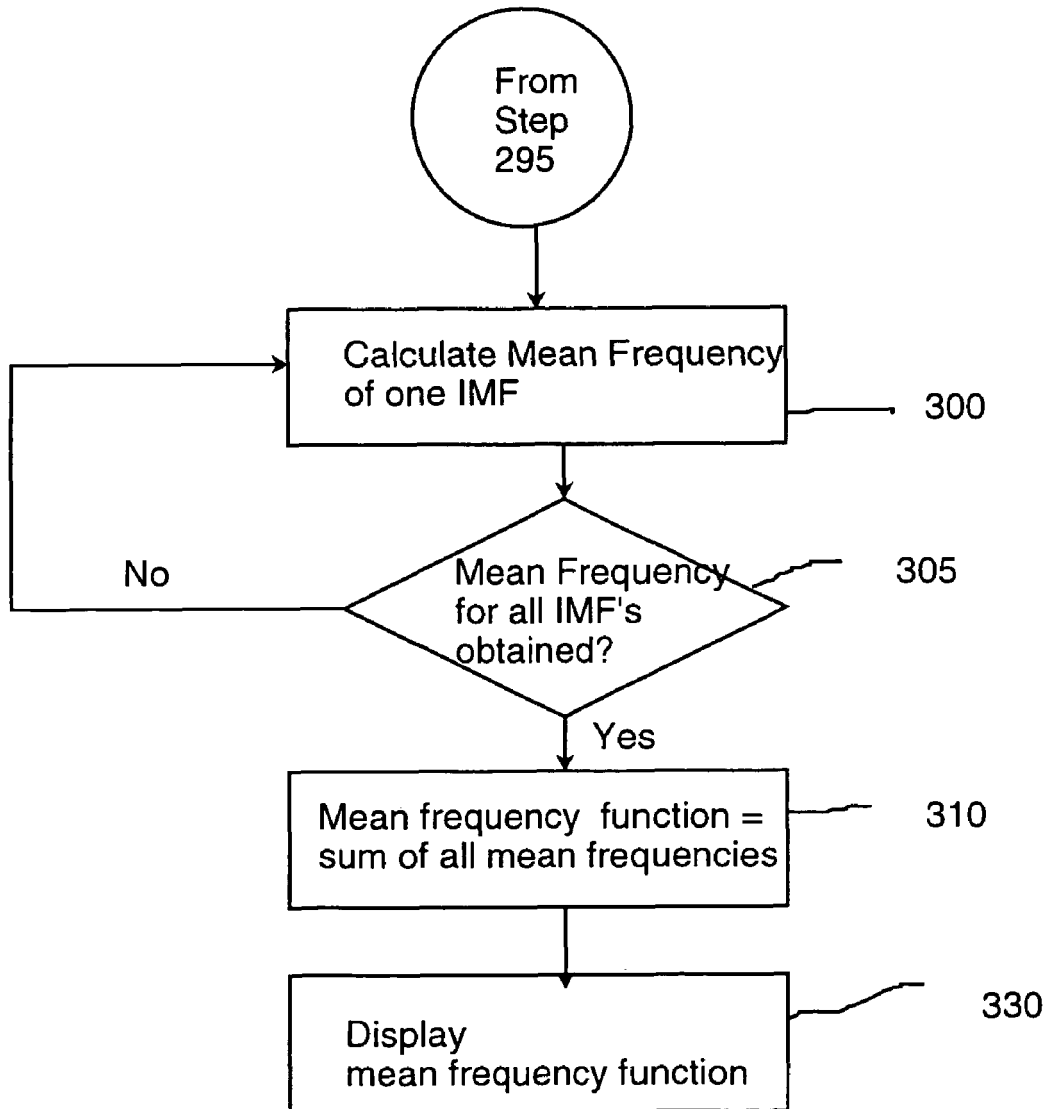 From
Step
295
Calculate Mean Frequency
of one IMF
300
No
Mean Frequency
for all IMF's
obtained?
305
Yes
Mean frequency function =
sum of all mean frequencies
310
Display
mean frequency function
330